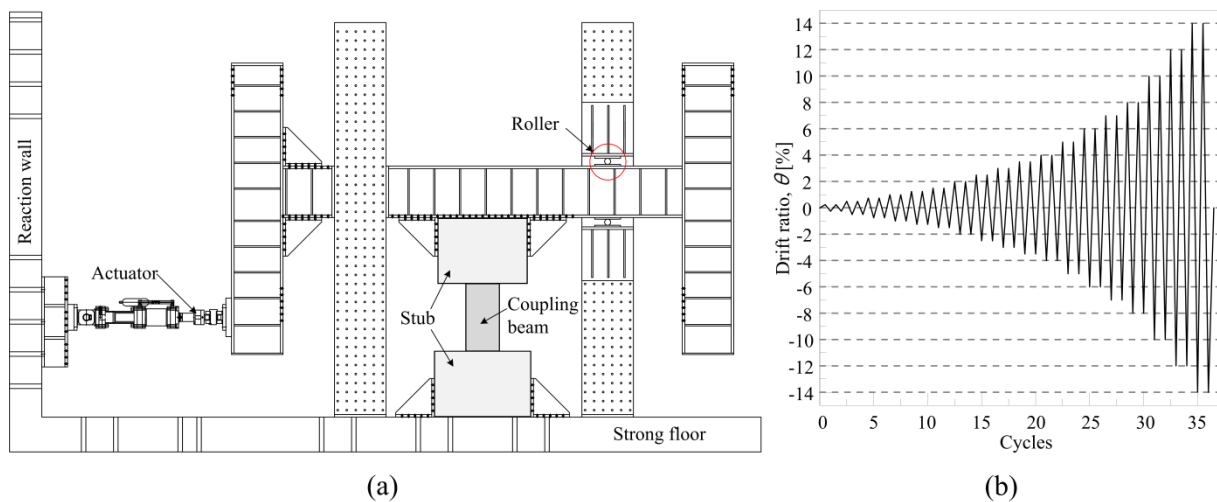 Reaction wall
Actuator
Roller
Stub
Coupling
beam
Strong floor
(a)
Drift ratio, θ [%]
14
12
10
8
6
4
2
0
-2
-4
-6
-8
-10
-12
-14
0 5 10 15 20 25 30 35
Cycles
(b)